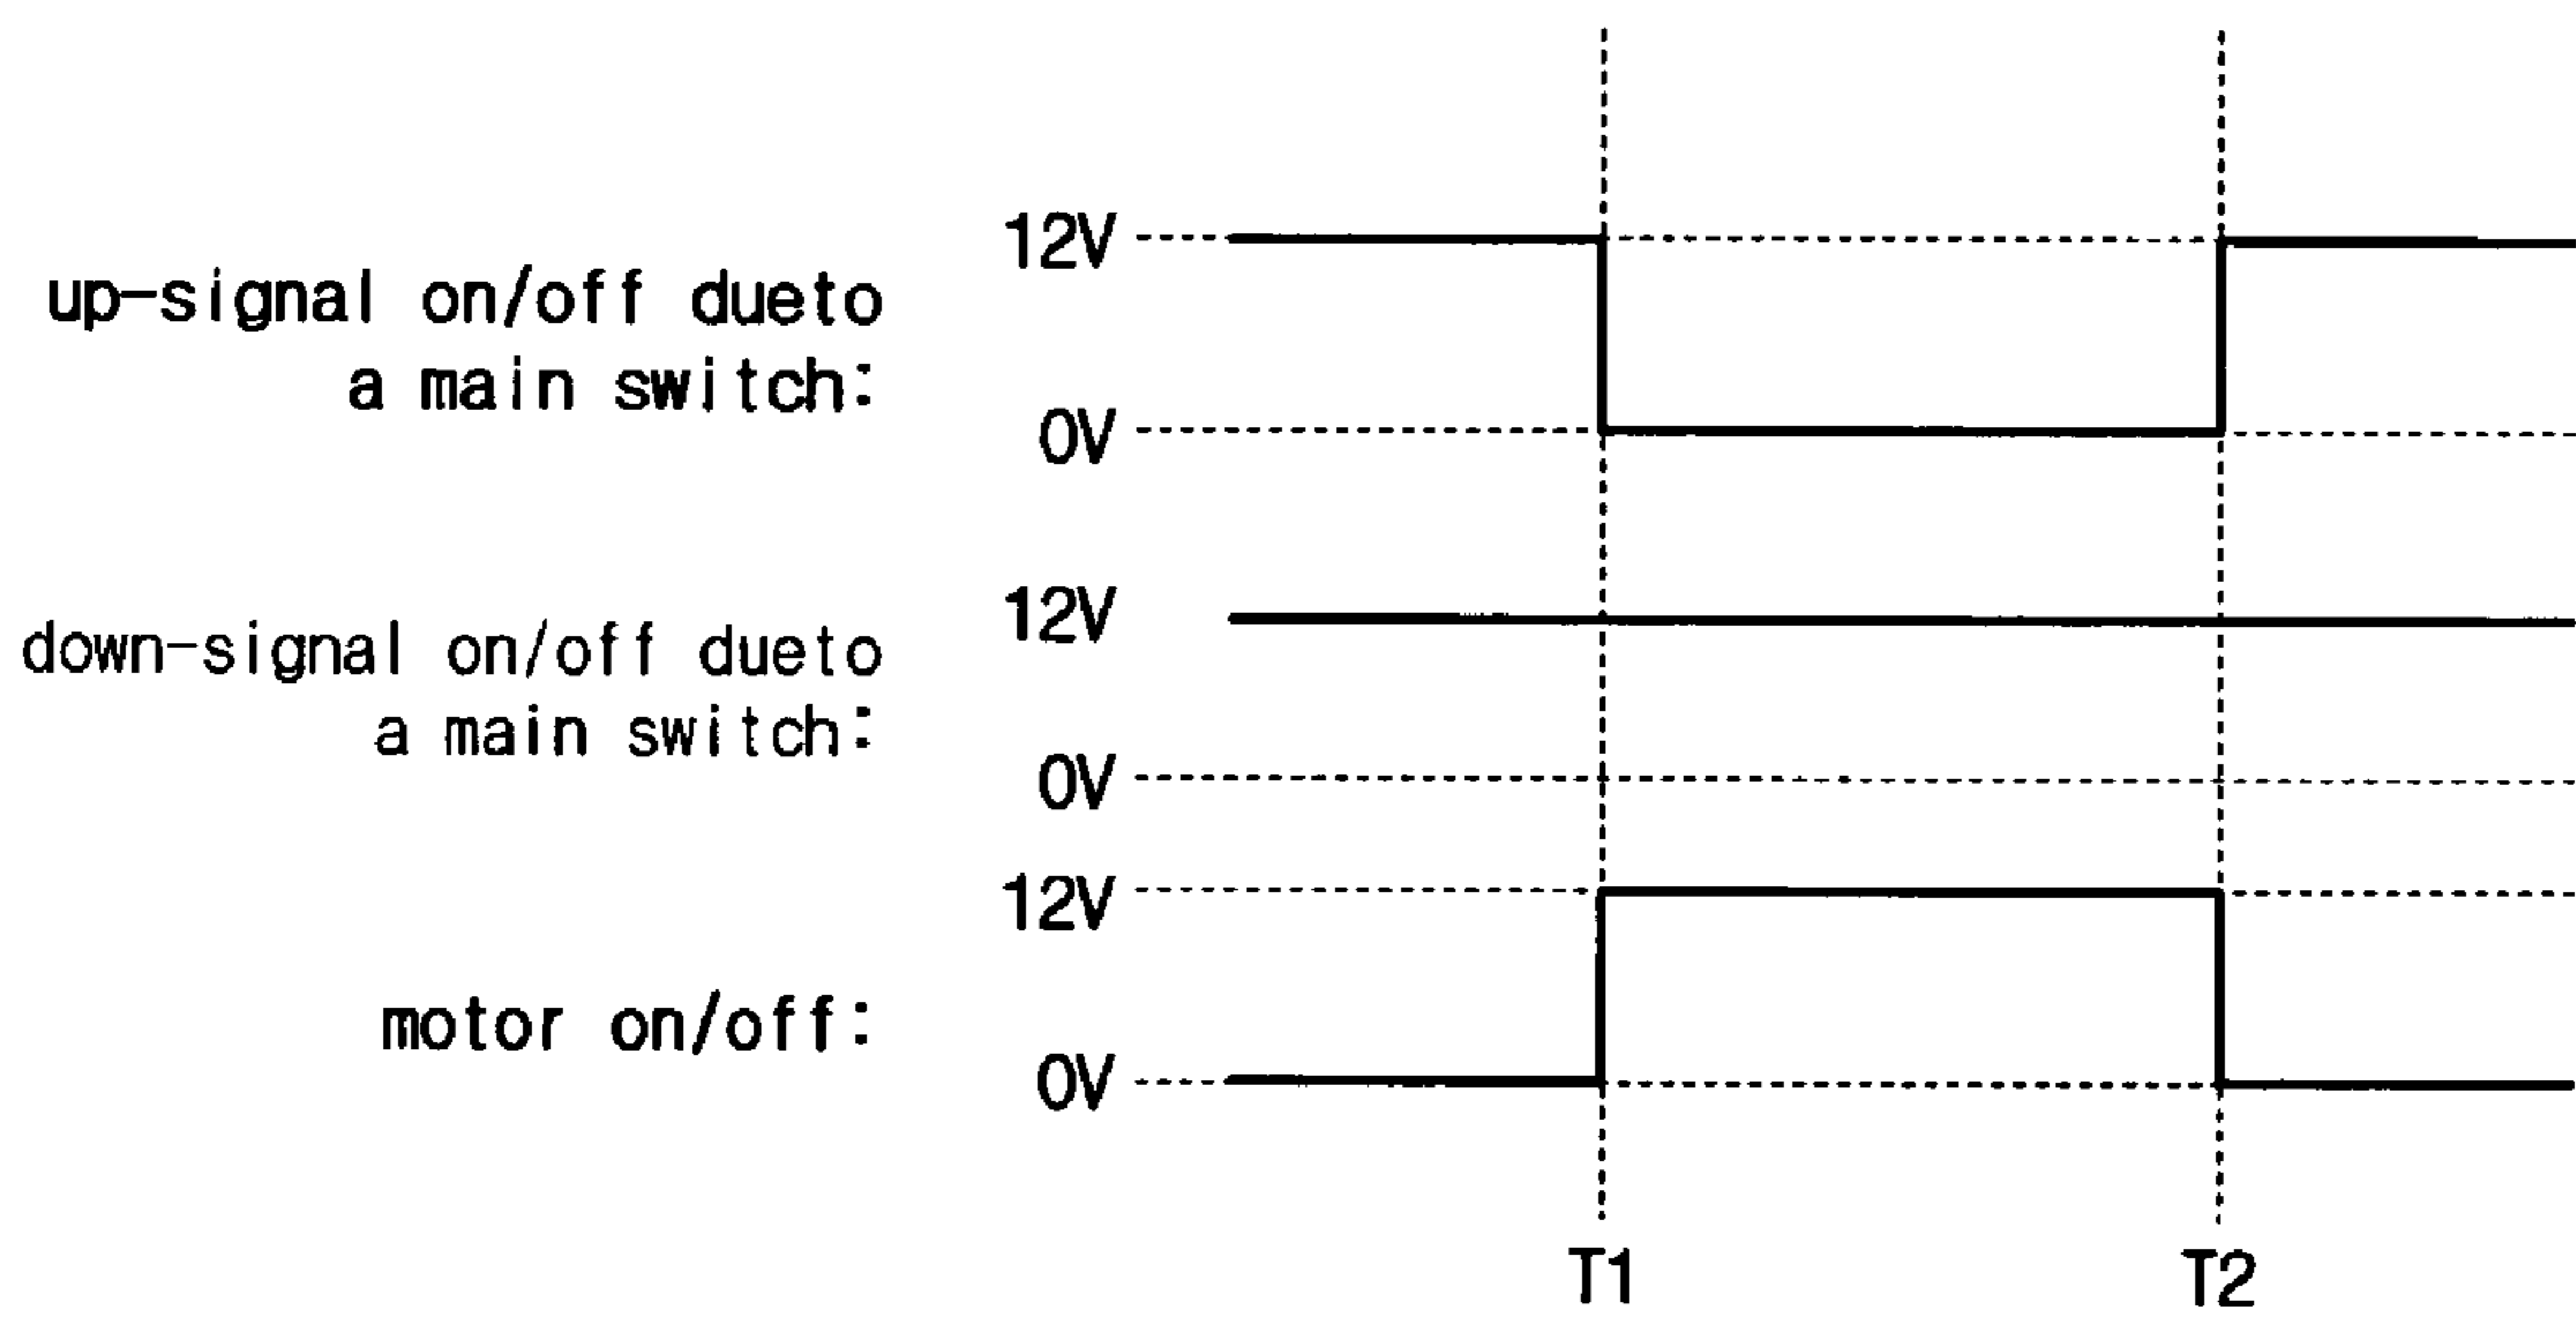 12V
up-signal on/off dueto
a main switch:
0V
12V
down-signal on/off dueto
a main switch:
0V
12V
motor on/off:
0V
T1 T2